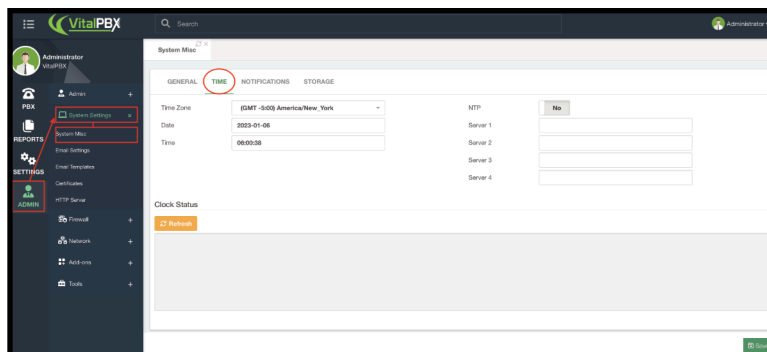 VitalPBX
Search
Administrator
Administrator
VitalPBX
System Misc
PBX
REPORTS
SETTINGS
ADMIN
Admin
System Settings
System Misc
Email Settings
Email Templates
Certificates
HTTP Server
Firewall
Network
Add-ons
Tools
GENERAL TIME NOTIFICATIONS STORAGE
Time Zone (GMT -5:00) America/New_York NTP No
Date 2023-01-06 Server 1
Time 06:00:38 Server 2
Server 3
Server 4
Clock Status
Refresh
Save